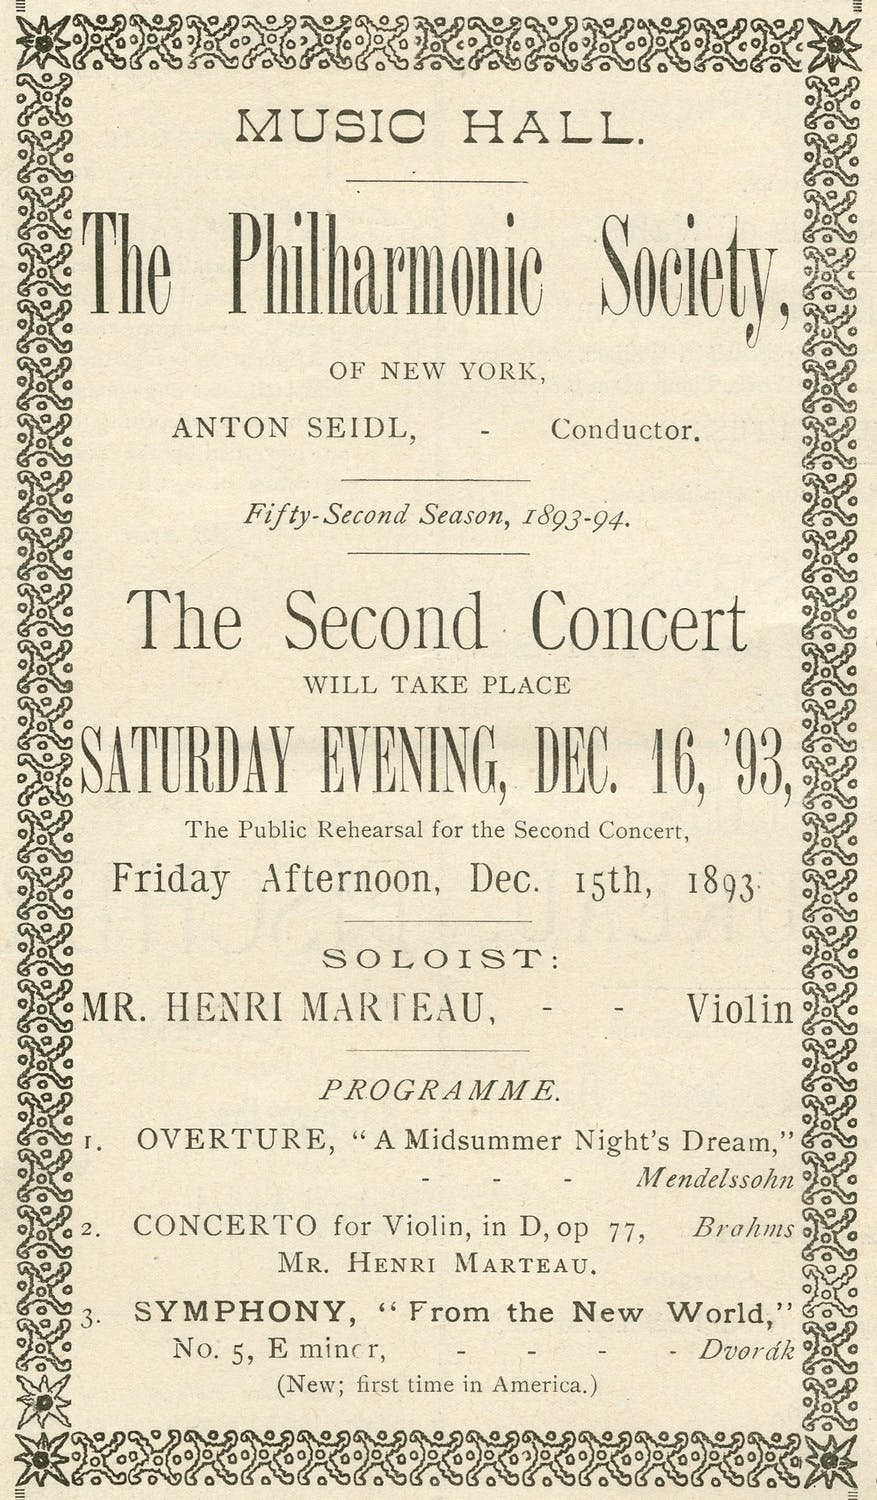 MUSIC HALL.
The Philharmonic Society,
OF NEW YORK,
ANTON SEIDL, - Conductor.
Fifty-Second Season, 1893-94.
The Second Concert
WILL TAKE PLACE
SATURDAY EVENING, DEC. 16, '93,
The Public Rehearsal for the Second Concert,
Friday Afternoon, Dec. 15th, 1893.
SOLOIST:
MR. HENRI MARTEAU, - - Violin
PROGRAMME.
1. OVERTURE, "A Midsummer Night's Dream,"
- - - Mendelssohn
2. CONCERTO for Violin, in D, op 77, Brahms
MR. HENRI MARTEAU.
3. SYMPHONY, "From the New World,"
No. 5, E minor, - - - - Dvorák
(New; first time in America.)